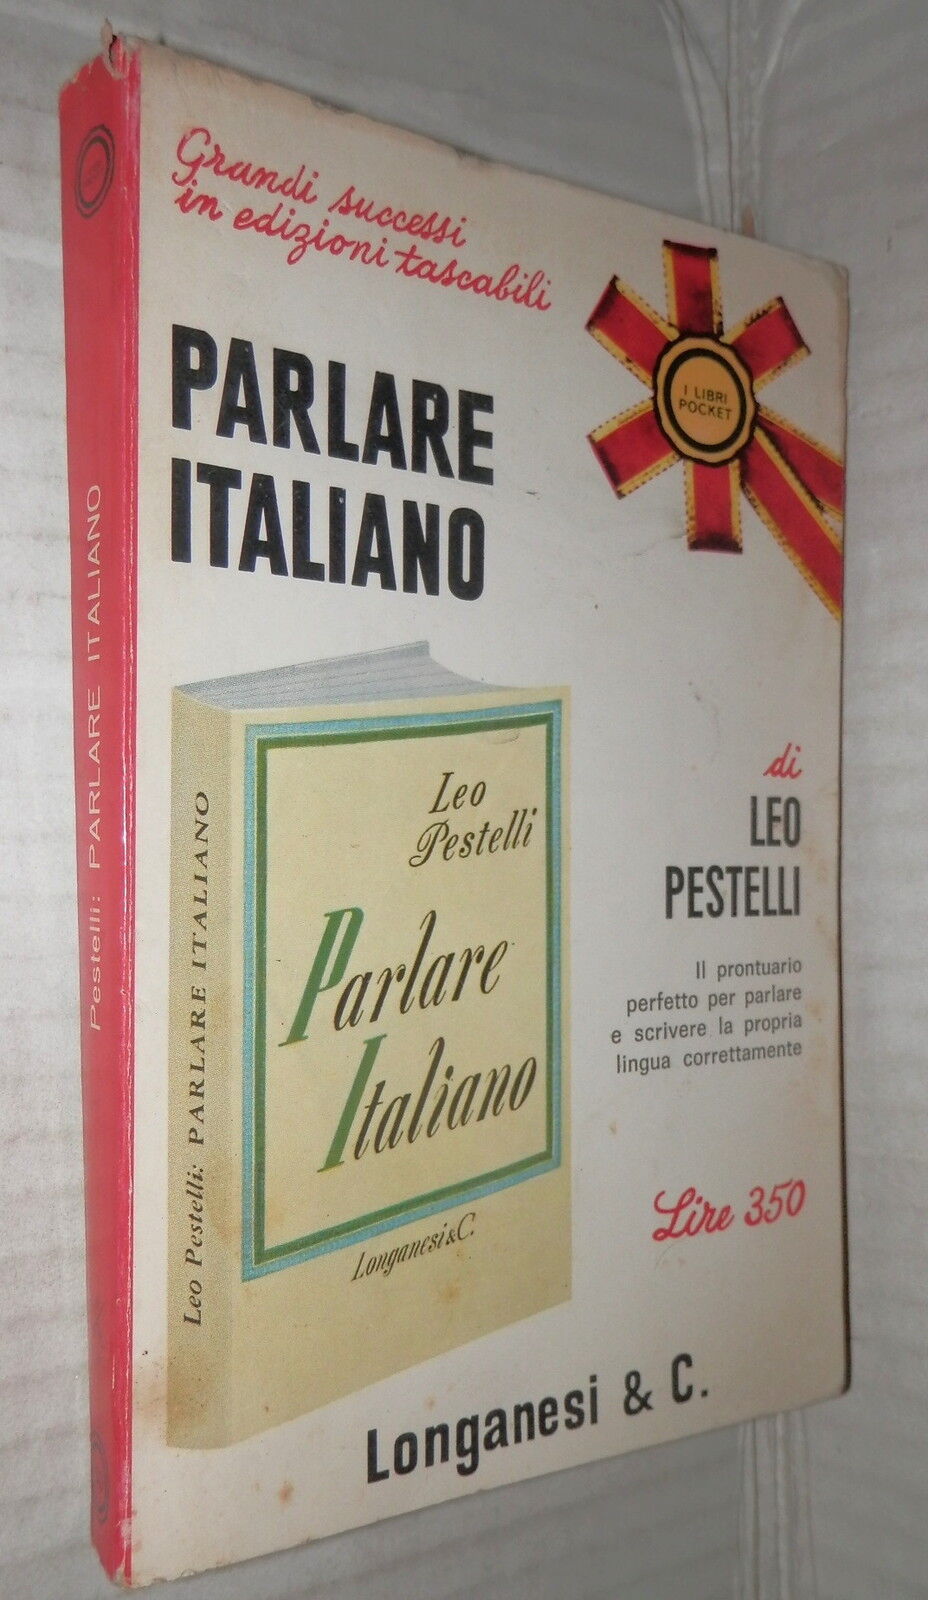 Grandi successi
in edizioni tascabili
PARLARE
ITALIANO
I LIBRI
POCKET
Pestelli: PARLARE ITALIANO
Leo
Pestelli
Parlare
Italiano
Longanesi & C.
Leo Pestelli: PARLARE ITALIANO
di
LEO
PESTELLI
Il prontuario
perfetto per parlare
e scrivere la propria
lingua correttamente
Lire 350
Longanesi & C.